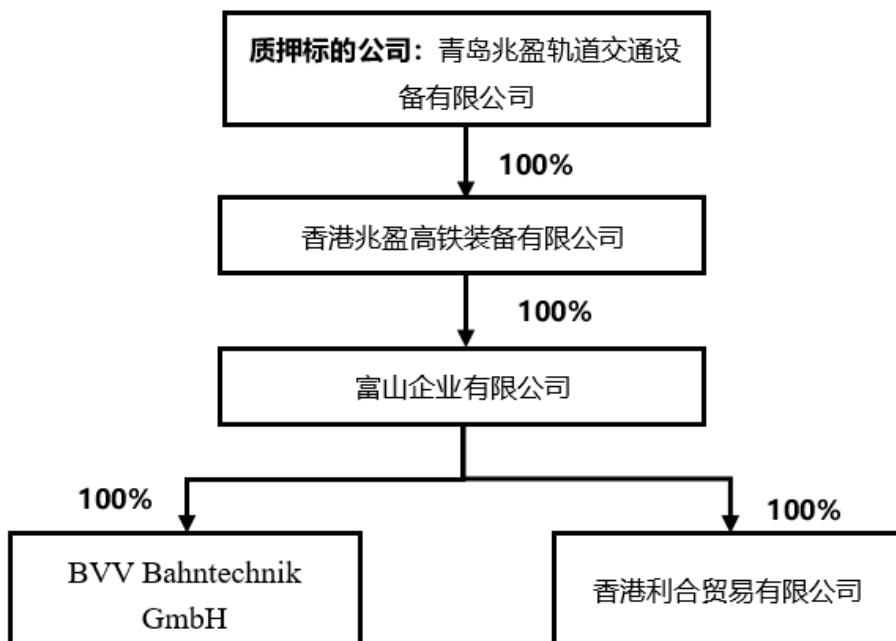 质押标的公司：青岛兆盈轨道交通设
备有限公司
100%
香港兆盈高铁装备有限公司
100%
富山企业有限公司
100%
100%
BVV Bahntechnik
GmbH
香港利合贸易有限公司